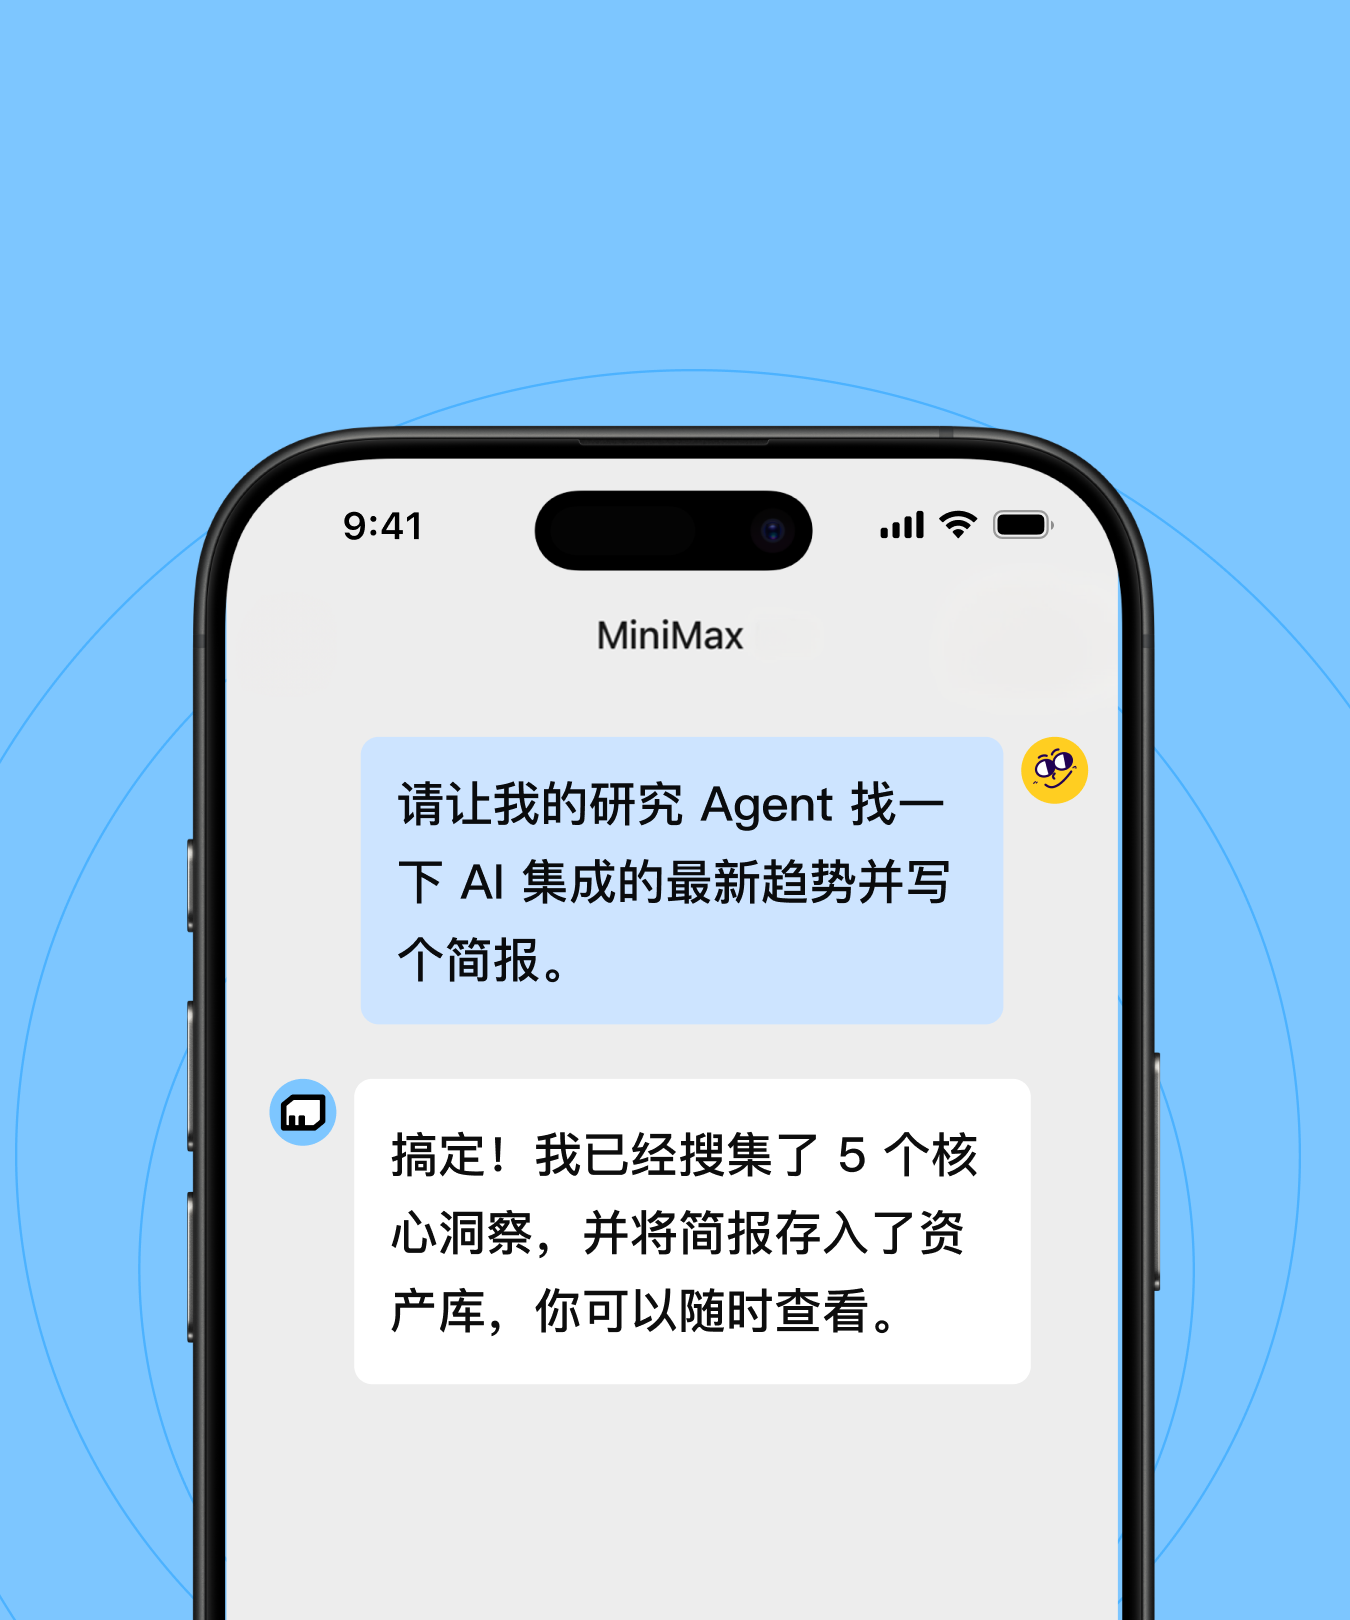 9:41
MiniMax
请让我的研究 Agent 找一
下 AI 集成的最新趋势并写
个简报。
搞定！我已经搜集了 5 个核
心洞察，并将简报存入了资
产库，你可以随时查看。